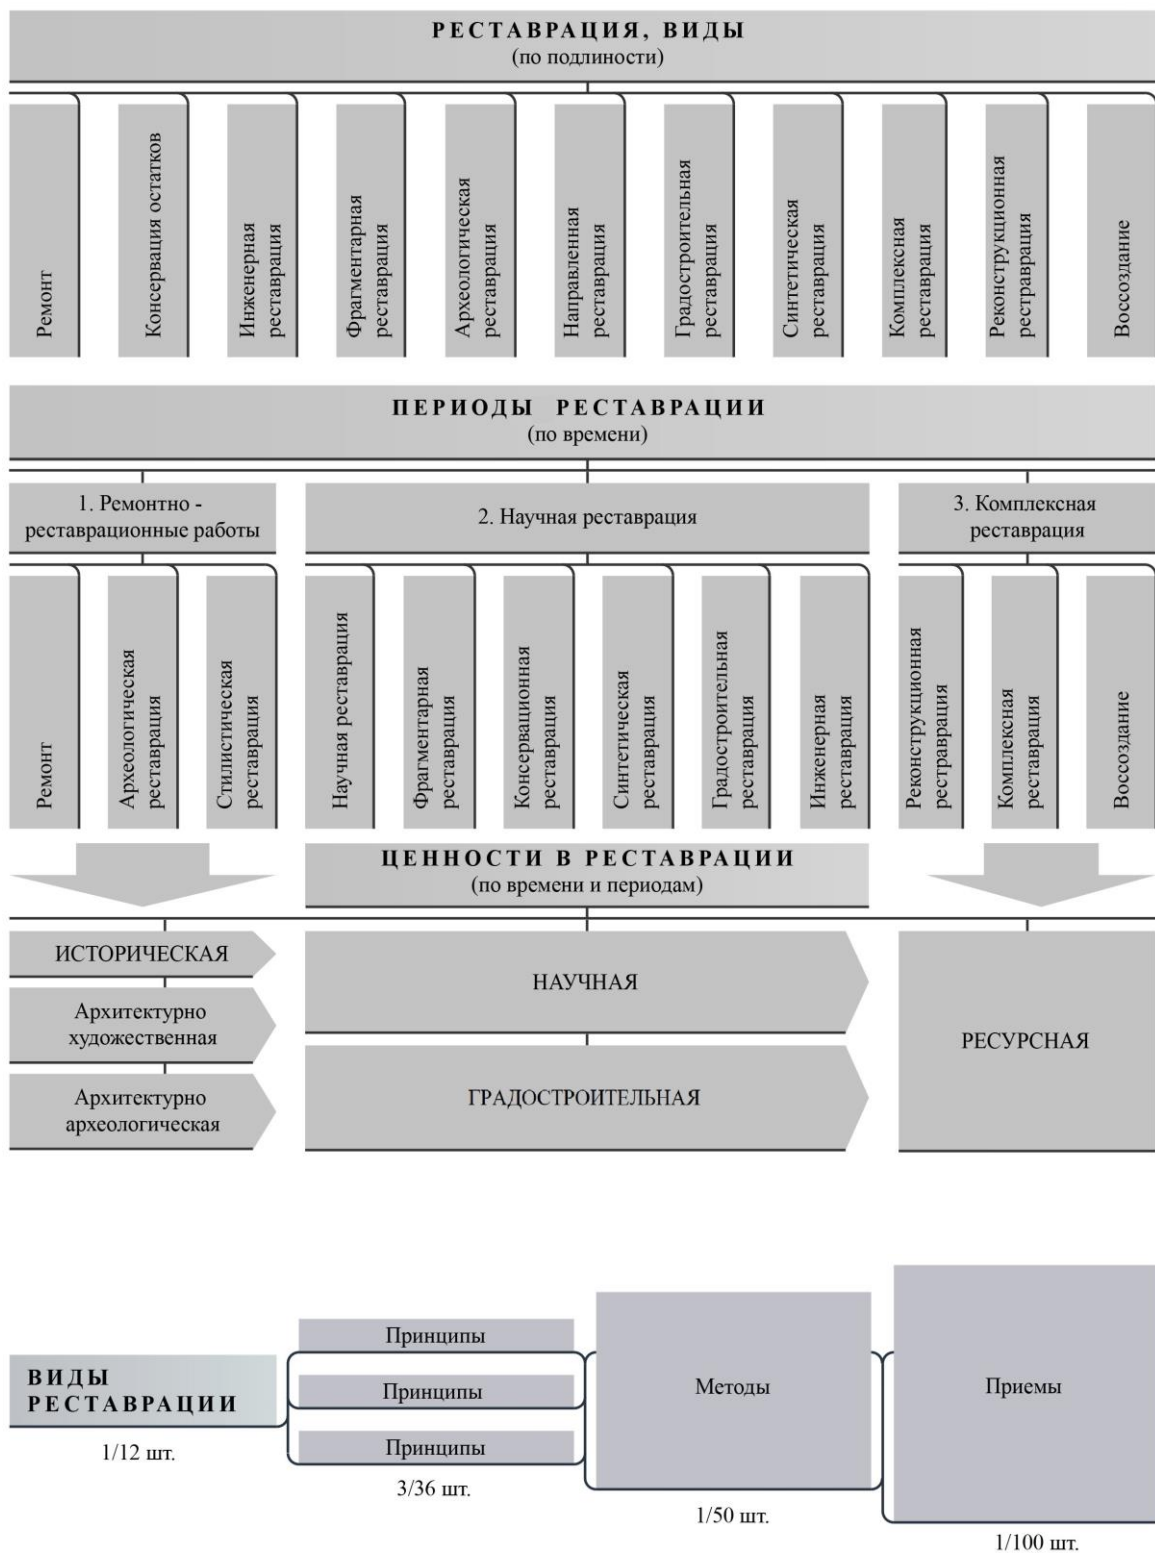 РЕСТАВРАЦИЯ, ВИДЫ
(по подлиности)
Ремонт
Консервация остатков
Инженерная
реставрация
Фрагментарная
реставрация
Археологическая
реставрация
Направленная
реставрация
Градостроительная
реставрация
Синтетическая
реставрация
Комплексная
реставрация
Реконструкционная
рестраврация
Воссоздание
ПЕРИОДЫ РЕСТАВРАЦИИ
(по времени)
1. Ремонтно -
реставрационные работы
2. Научная реставрация
3. Комплексная
реставрация
Ремонт
Археологическая
реставрация
Стилистическая
реставрация
Научная реставрация
Фрагментарная
реставрация
Консервационная
реставрация
Синтетическая
реставрация
Градостроительная
реставрация
Инженерная
реставрация
Реконструкционная
рестраврация
Комплексная
реставрация
Воссоздание
ЦЕННОСТИ В РЕСТАВРАЦИИ
(по времени и периодам)
ИСТОРИЧЕСКАЯ
Архитектурно
художественная
Архитектурно
археологическая
НАУЧНАЯ
ГРАДОСТРОИТЕЛЬНАЯ
РЕСУРСНАЯ
ВИДЫ
РЕСТАВРАЦИИ
1/12 шт.
Принципы
Принципы
Принципы
3/36 шт.
Методы
1/50 шт.
Приемы
1/100 шт.